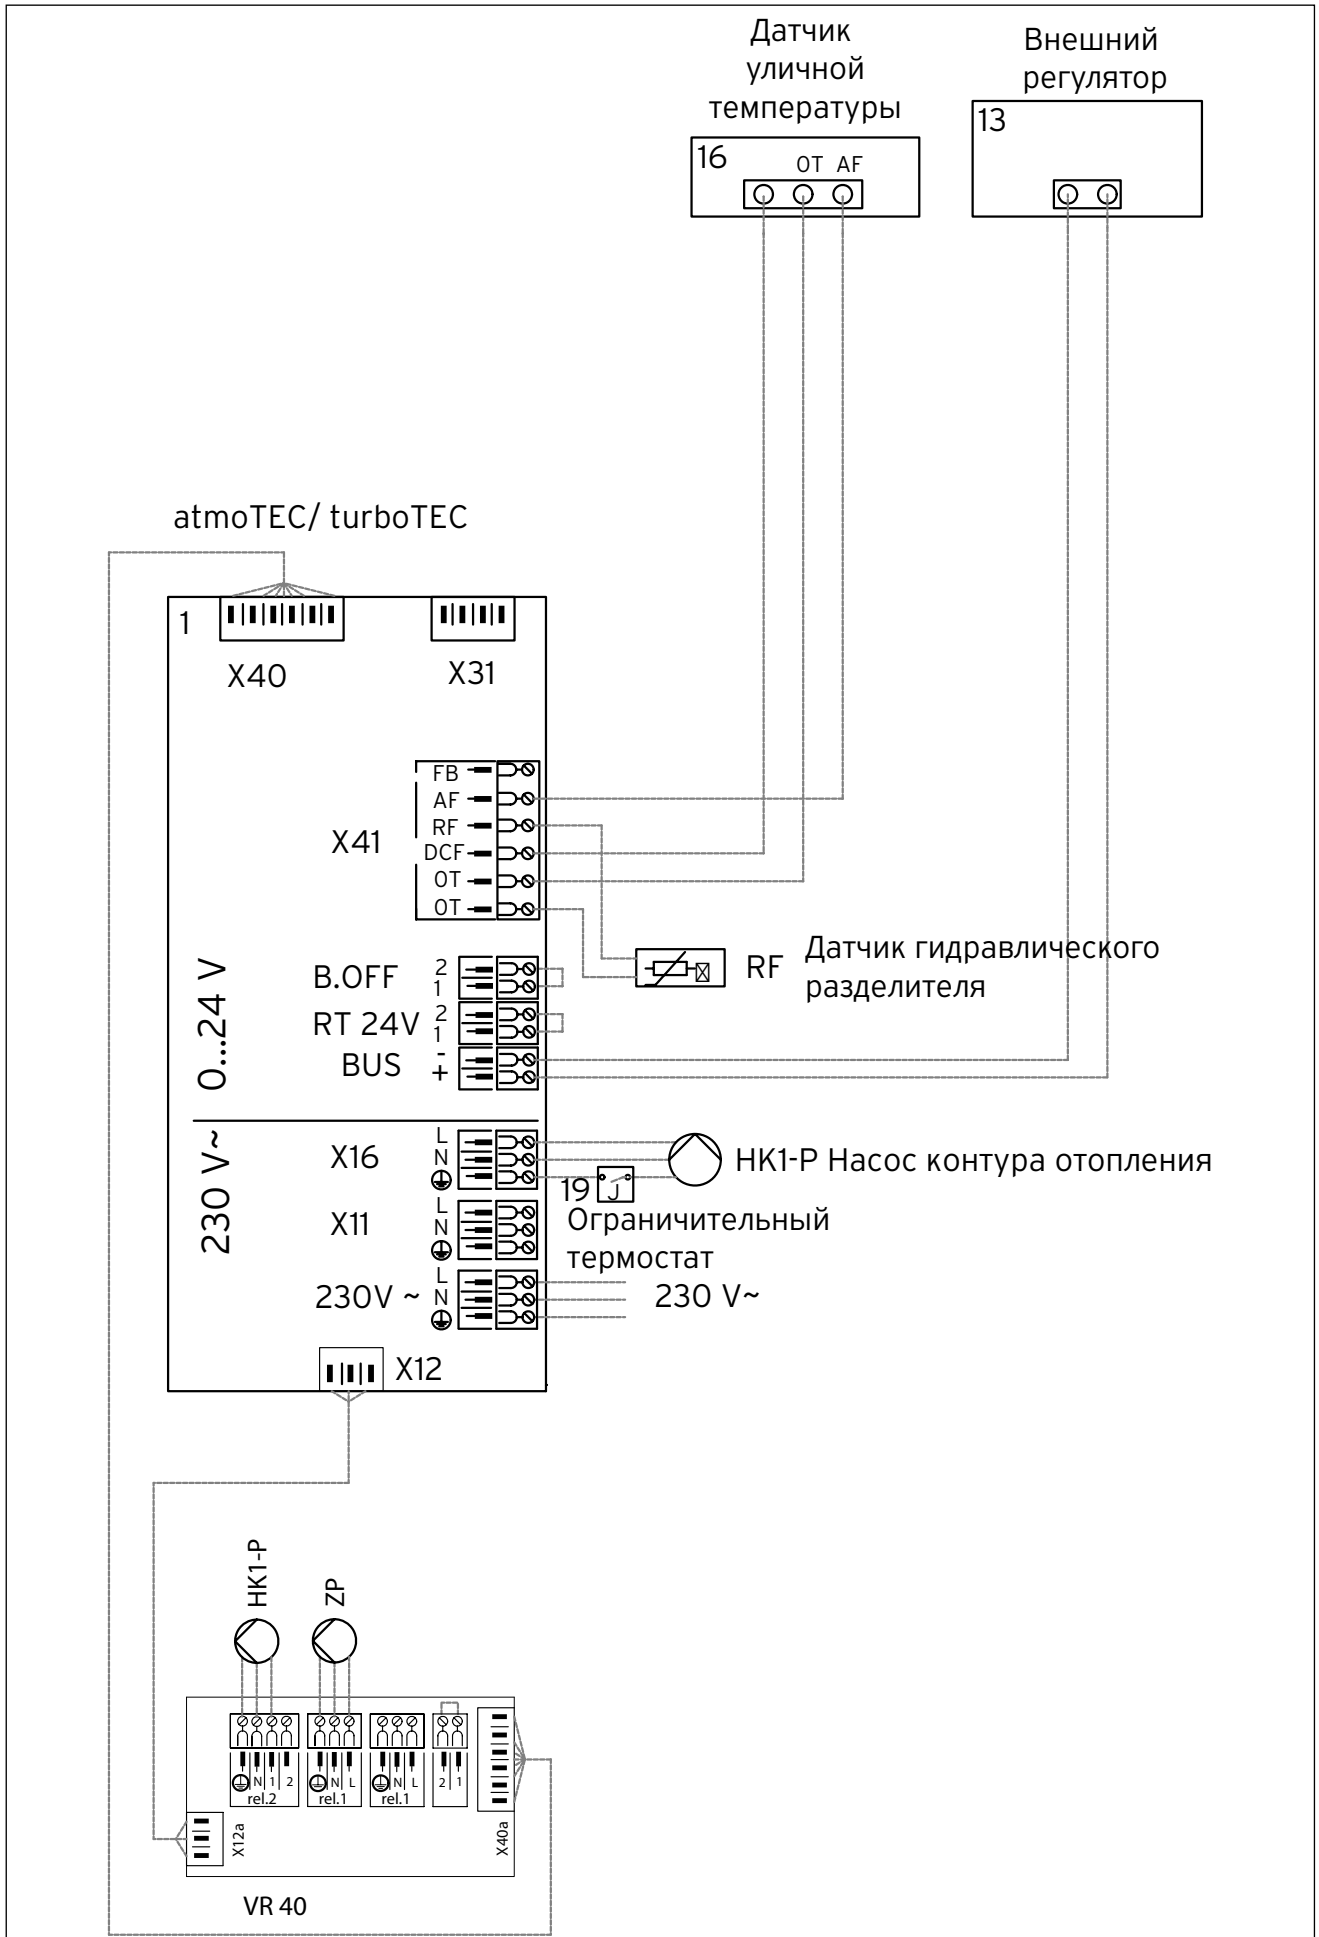 Датчик
уличной
температуры
Внешний
регулятор
16
OT AF
13
atmoTEC/ turboTEC
1
X40
X31
X41
FB
AF
RF
DCF
OT
OT
0...24 V
B.OFF
2
1
RT 24V
2
1
BUS
-
+
RF
Датчик гидравлического
разделителя
230 V~
X16
L
N
HK1-P Насос контура отопления
19
J
Ограничительный
термостат
X11
L
N
230V ~
L
N
230 V~
X12
HK1-P
ZP
N 1 2
rel.2
N L
rel.1
N L
rel.1
2 1
X12a
X40a
VR 40